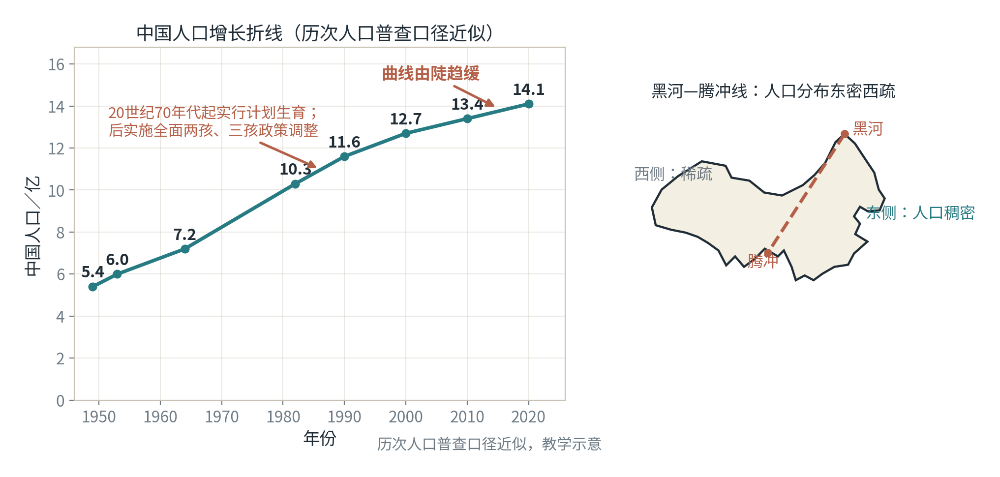 中国人口增长折线（历次人口普查口径近似）
中国人口／亿
16
14
12
10
8
6
4
2
0
曲线由陡趋缓
20世纪70年代起实行计划生育；
后实施全面两孩、三孩政策调整
5.4
6.0
7.2
10.3
11.6
12.7
13.4
14.1
1950 1960 1970 1980 1990 2000 2010 2020
年份
历次人口普查口径近似，教学示意
黑河—腾冲线：人口分布东密西疏
黑河
西侧：稀疏
东侧：人口稠密
腾冲